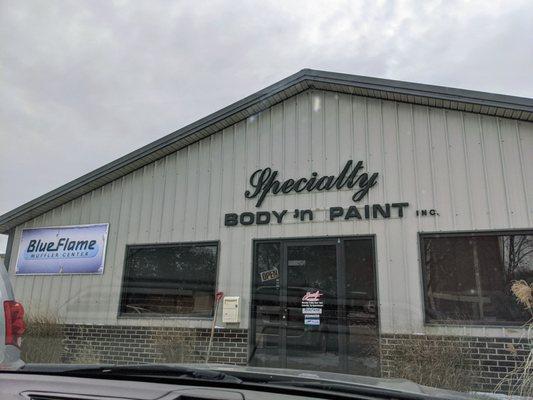 Specialty
BODY 'n PAINT INC.
BlueFlame
MUFFLER CENTER
OPEN